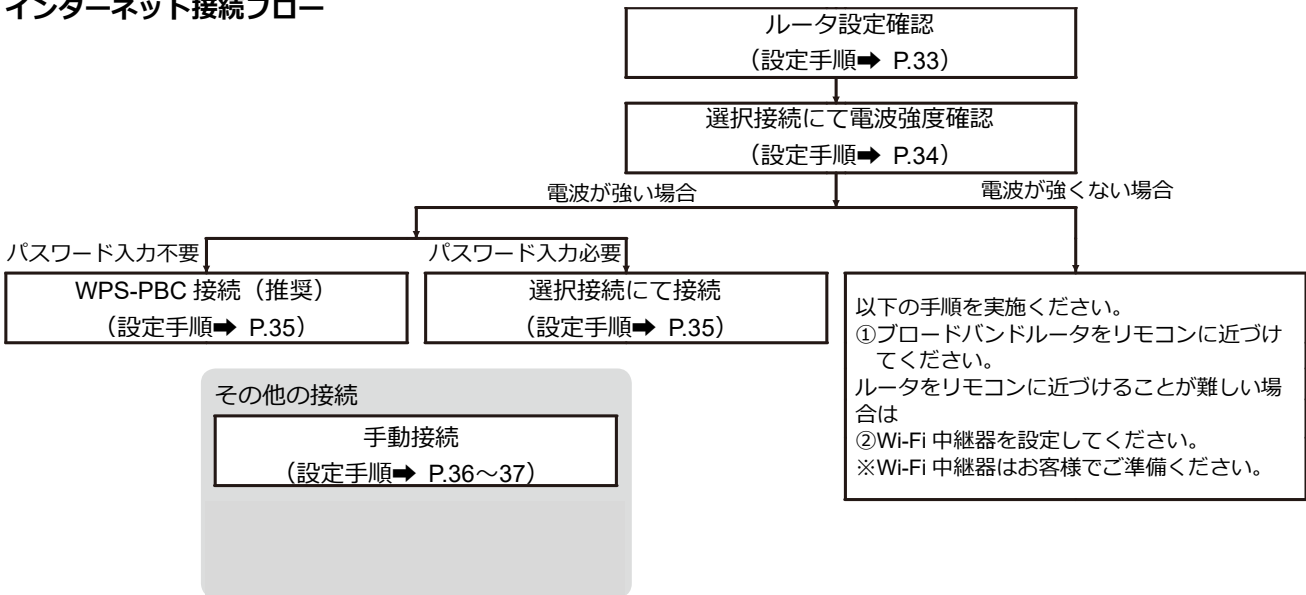 インターネット接続フロー
ルータ設定確認
（設定手順➡ P.33）
選択接続にて電波強度確認
（設定手順➡ P.34）
電波が強い場合
電波が強くない場合
パスワード入力不要
パスワード入力必要
WPS-PBC 接続（推奨）
（設定手順➡ P.35）
選択接続にて接続
（設定手順➡ P.35）
以下の手順を実施ください。
①ブロードバンドルータをリモコンに近づけ
てください。
ルータをリモコンに近づけることが難しい場
合は
②Wi-Fi 中継器を設定してください。
※Wi-Fi 中継器はお客様でご準備ください。
その他の接続
手動接続
（設定手順➡ P.36～37）